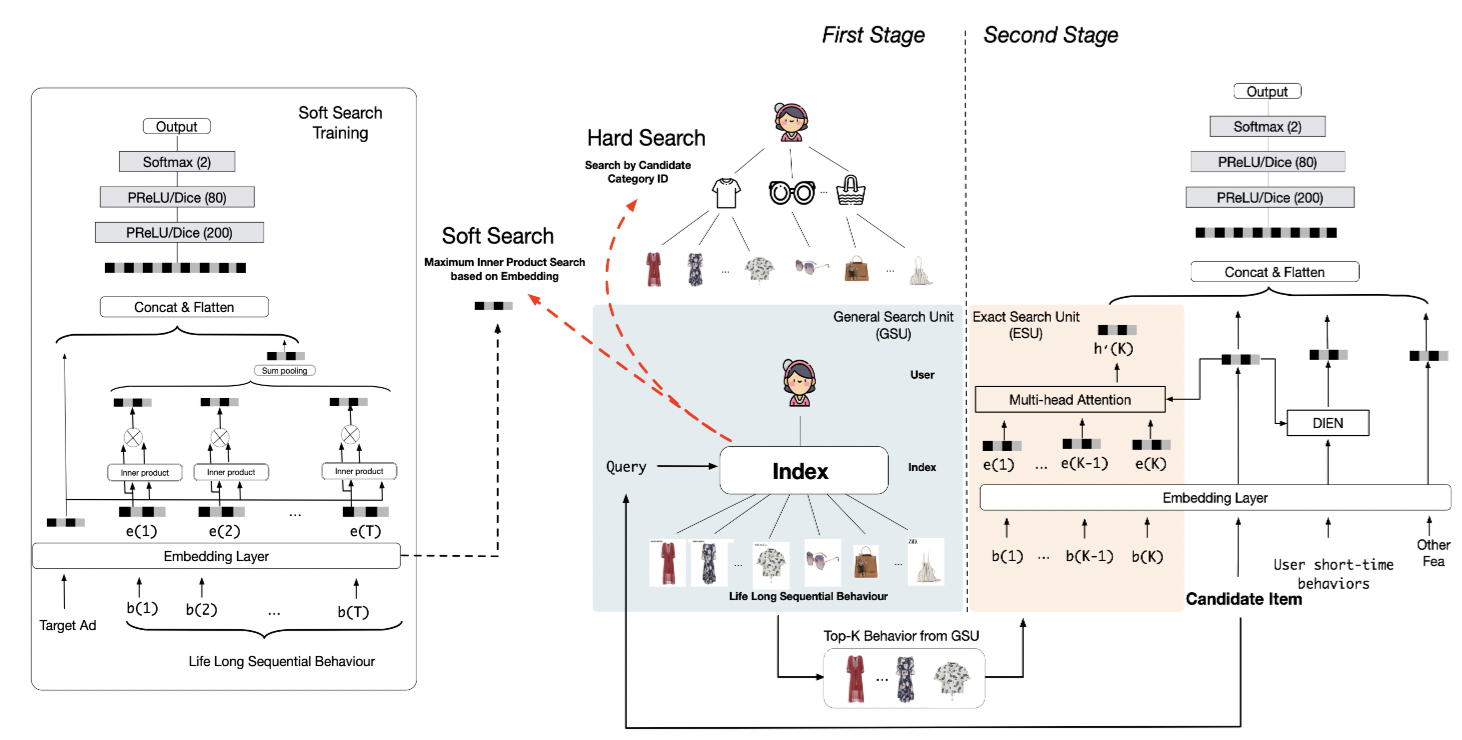 First Stage
Second Stage
Soft Search
Training
Output
Softmax (2)
PReLU/Dice (80)
PReLU/Dice (200)
Concat & Flatten
Sum pooling
Inner product
Inner product
Inner product
e(1)
e(2)
...
e(T)
Embedding Layer
b(1)
b(2)
...
b(T)
Target Ad
Life Long Sequential Behaviour
Soft Search
Maximum Inner Product Search
based on Embedding
Hard Search
Search by Candidate
Category ID
...
...
...
General Search Unit
(GSU)
User
Query
Index
Index
...
...
Life Long Sequential Behaviour
Top-K Behavior from GSU
...
Exact Search Unit
(ESU)
h'(K)
Multi-head Attention
e(1)
...
e(K-1)
e(K)
b(1)
...
b(K-1)
b(K)
Output
Softmax (2)
PReLU/Dice (80)
PReLU/Dice (200)
Concat & Flatten
DIEN
Embedding Layer
Candidate Item
User short-time
behaviors
Other
Fea